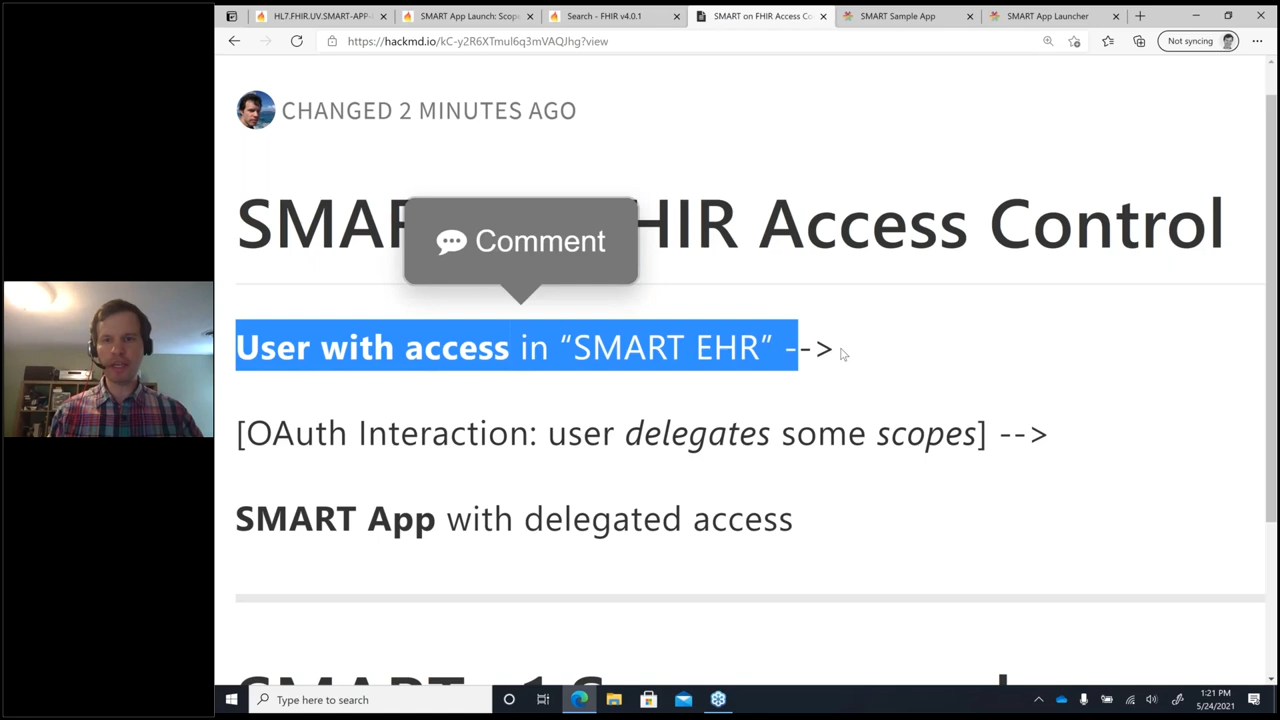 HL7.FHIR.UV.SMART-APP-
SMART App Launch: Scop
Search - FHIR v4.0.1
SMART on FHIR Access Co
SMART Sample App
SMART App Launcher
https://hackmd.io/kC-y2R6XTmuI6q3mVAQJhg?view
Not syncing
CHANGED 2 MINUTES AGO
SMAR HIR Access Control
Comment
User with access in “SMART EHR” -->
[OAuth Interaction: user delegates some scopes] -->
SMART App with delegated access
Type here to search
1:21 PM
5/24/2021